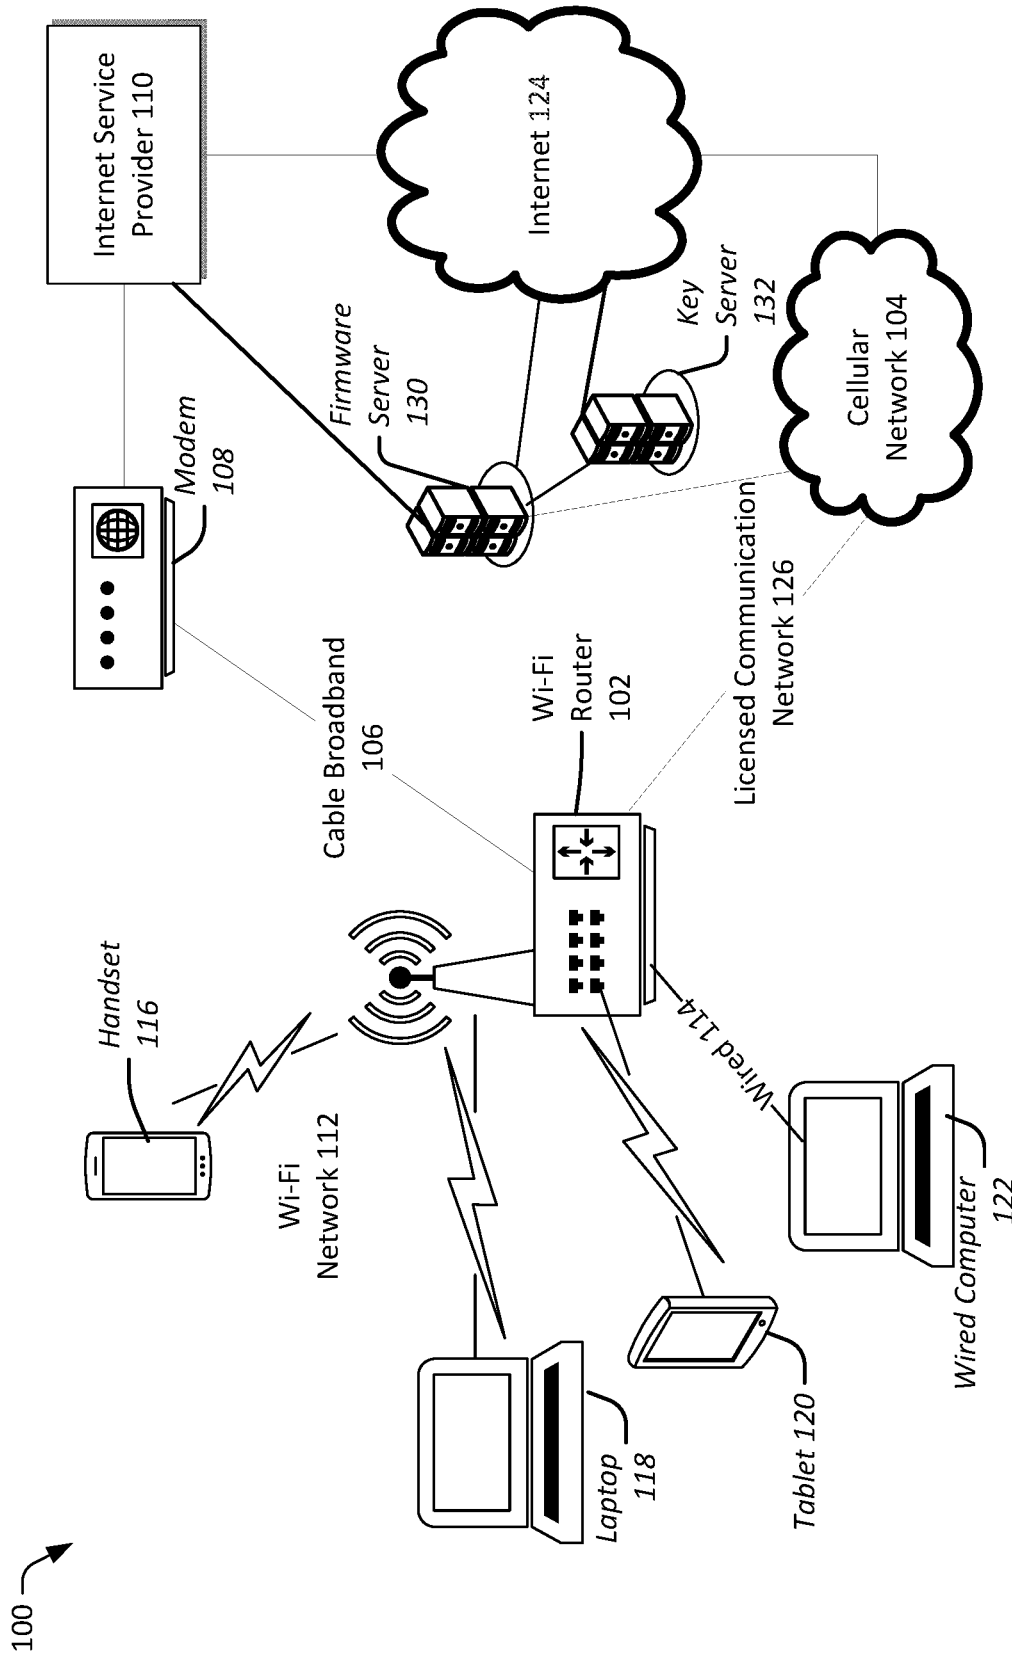 100
Handset
116
Modem
108
Internet Service
Provider 110
Cable Broadband
106
Wi-Fi
Network 112
Firmware
Server
130
Internet 124
Laptop
118
Wi-Fi
Router
102
Key
Server
132
Wired 114
Tablet 120
Licensed Communication
Network 126
Cellular
Network 104
Wired Computer
122